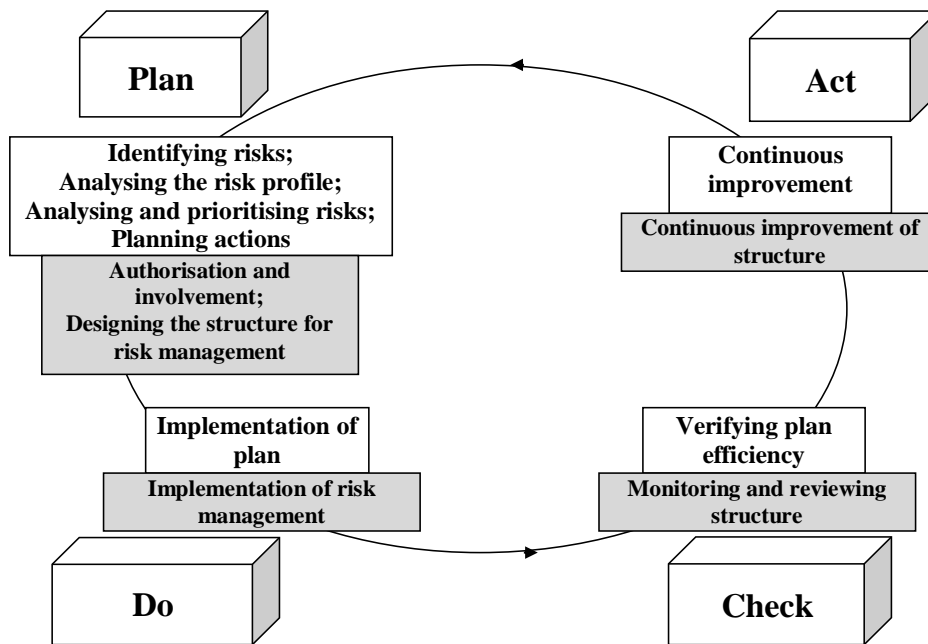 Plan
Act
Identifying risks;
Analysing the risk profile;
Analysing and prioritising risks;
Planning actions
Authorisation and
involvement;
Designing the structure for
risk management
Continuous
improvement
Continuous improvement of
structure
Implementation of
plan
Implementation of risk
management
Verifying plan
efficiency
Monitoring and reviewing
structure
Do
Check